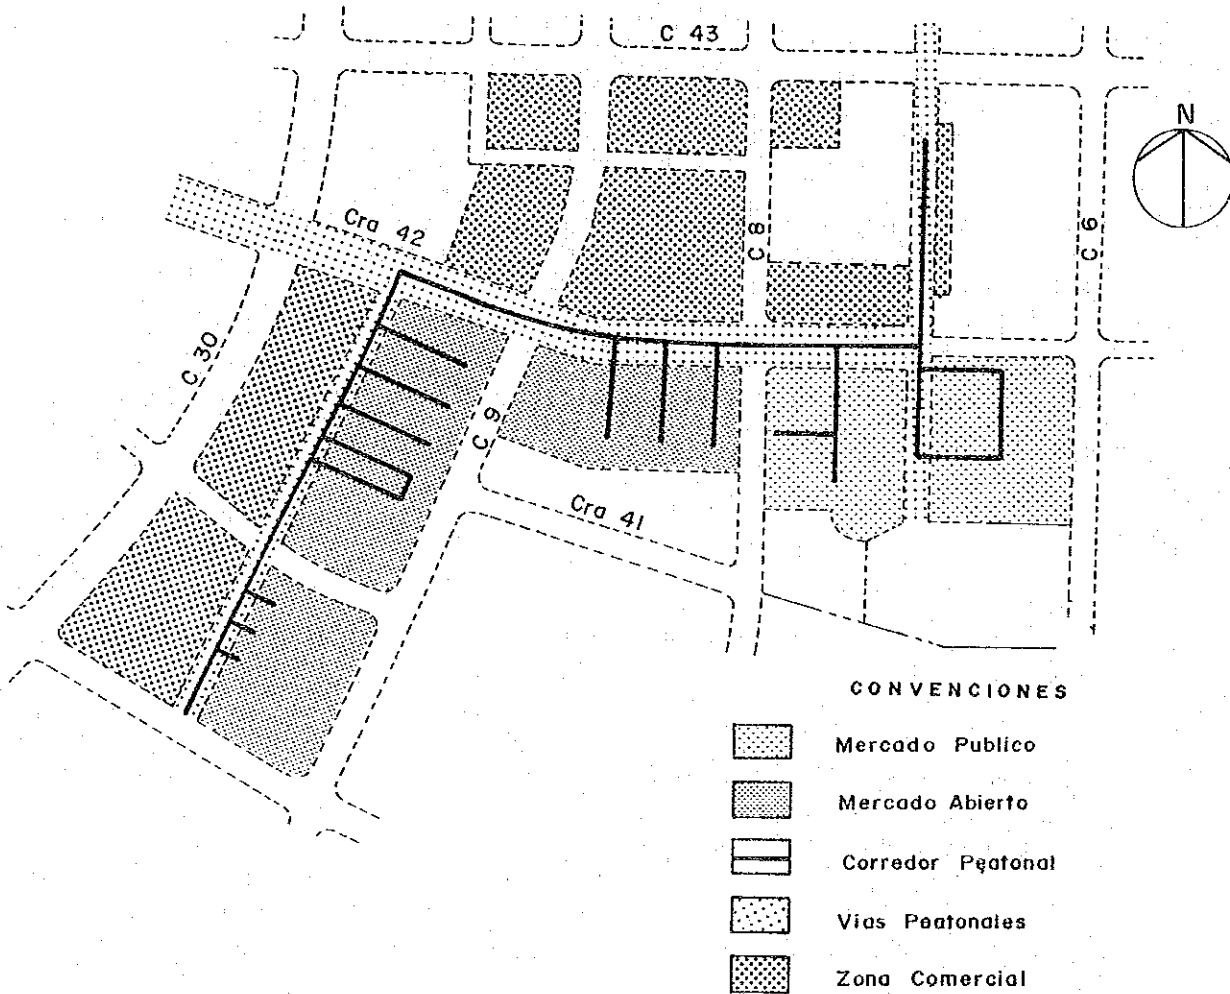 C 43
N
Cra 42
C 8
C 6
C 30
C 9
Cra 41
CONVENCIONES
Mercado Publico
Mercado Abierto
Corredor Peatonal
Vias Peatonales
Zona Comercial